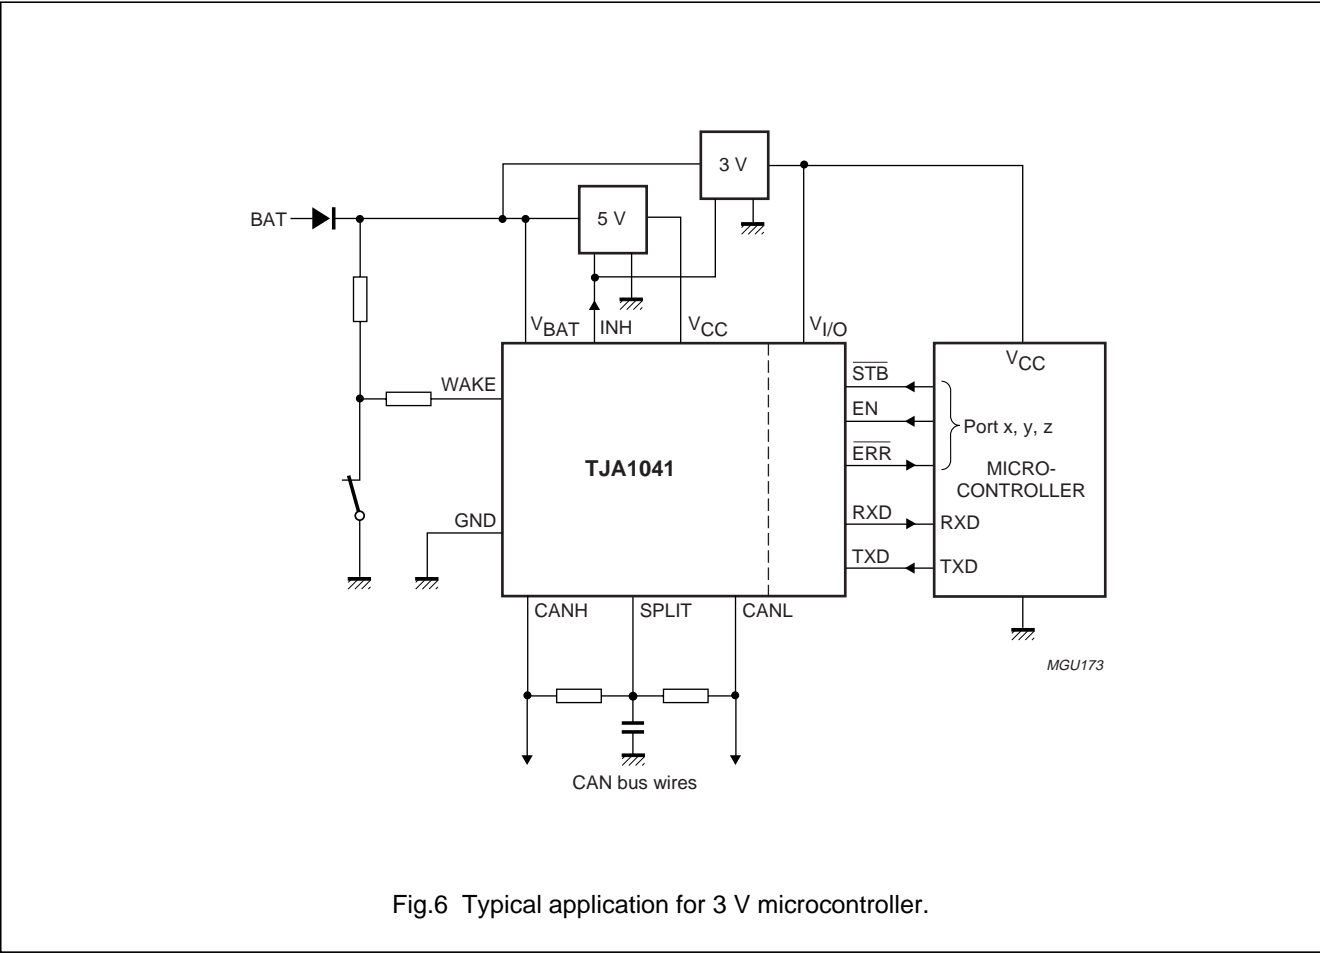 3 V
BAT
5 V
VBAT
INH
VCC
VI/O
VCC
WAKE
STB
EN
Port x, y, z
ERR
TJA1041
MICRO-
CONTROLLER
GND
RXD
RXD
TXD
TXD
CANH
SPLIT
CANL
MGU173
CAN bus wires
Fig.6 Typical application for 3 V microcontroller.